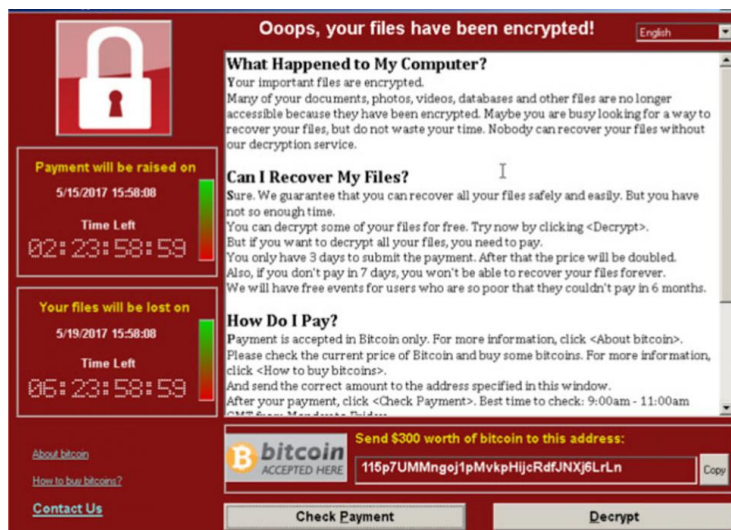 Ooops, your files have been encrypted!
English
What Happened to My Computer?
Your important files are encrypted.
Many of your documents, photos, videos, databases and other files are no longer
accessible because they have been encrypted. Maybe you are busy looking for a way to
recover your files, but do not waste your time. Nobody can recover your files without
our decryption service.
Can I Recover My Files?
Sure. We guarantee that you can recover all your files safely and easily. But you have
not so enough time.
You can decrypt some of your files for free. Try now by clicking <Decrypt>.
But if you want to decrypt all your files, you need to pay.
You only have 3 days to submit the payment. After that the price will be doubled.
Also, if you don't pay in 7 days, you won't be able to recover your files forever.
We will have free events for users who are so poor that they couldn't pay in 6 months.
How Do I Pay?
Payment is accepted in Bitcoin only. For more information, click <About bitcoin>.
Please check the current price of Bitcoin and buy some bitcoins. For more information,
click <How to buy bitcoins>.
And send the correct amount to the address specified in this window.
After your payment, click <Check Payment>. Best time to check: 9:00am - 11:00am
GMT from Monday to Friday.
Payment will be raised on
5/15/2017 15:58:08
Time Left
02:23:58:59
Your files will be lost on
5/19/2017 15:58:08
Time Left
06:23:58:59
About bitcoin
How to buy bitcoins?
Contact Us
bitcoin
ACCEPTED HERE
Send $300 worth of bitcoin to this address:
115p7UMMngoj1pMvkpHijcRdfJNXj6LrLn
Copy
Check Payment
Decrypt